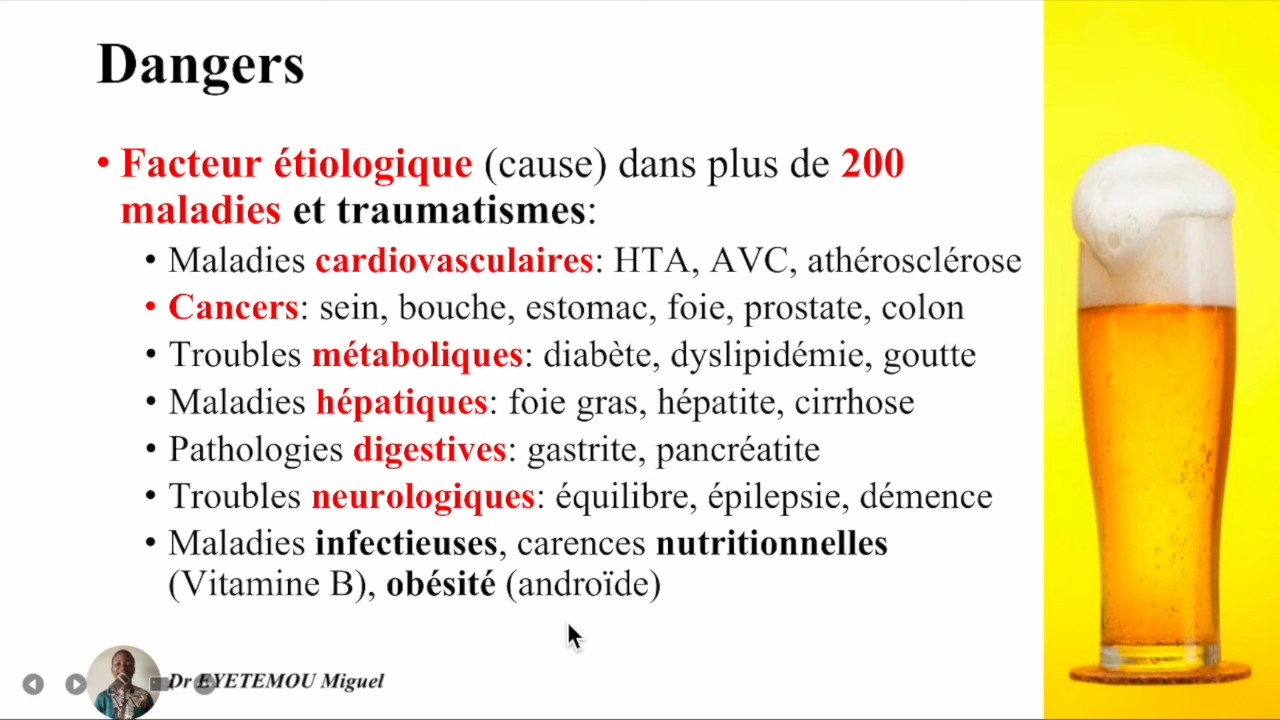 Dangers
• Facteur étiologique (cause) dans plus de 200
maladies et traumatismes:
• Maladies cardiovasculaires: HTA, AVC, athérosclérose
• Cancers: sein, bouche, estomac, foie, prostate, colon
• Troubles métaboliques: diabète, dyslipidémie, goutte
• Maladies hépatiques: foie gras, hépatite, cirrhose
• Pathologies digestives: gastrite, pancréatite
• Troubles neurologiques: équilibre, épilepsie, démence
• Maladies infectieuses, carences nutritionnelles
(Vitamine B), obésité (androïde)
Dr EYETEMOU Miguel